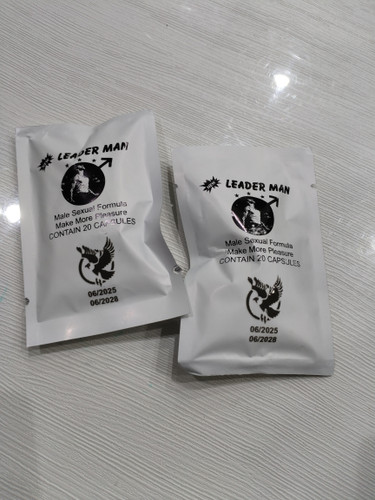 LEADER MAN
Male Sexual Formula
Make More Pleasure
CONTAIN 20 CAPSULES
06/2025
06/2028
LEADER MAN
Male Sexual Formula
Make More Pleasure
CONTAIN 20 CAPSULES
06/2025
06/2028